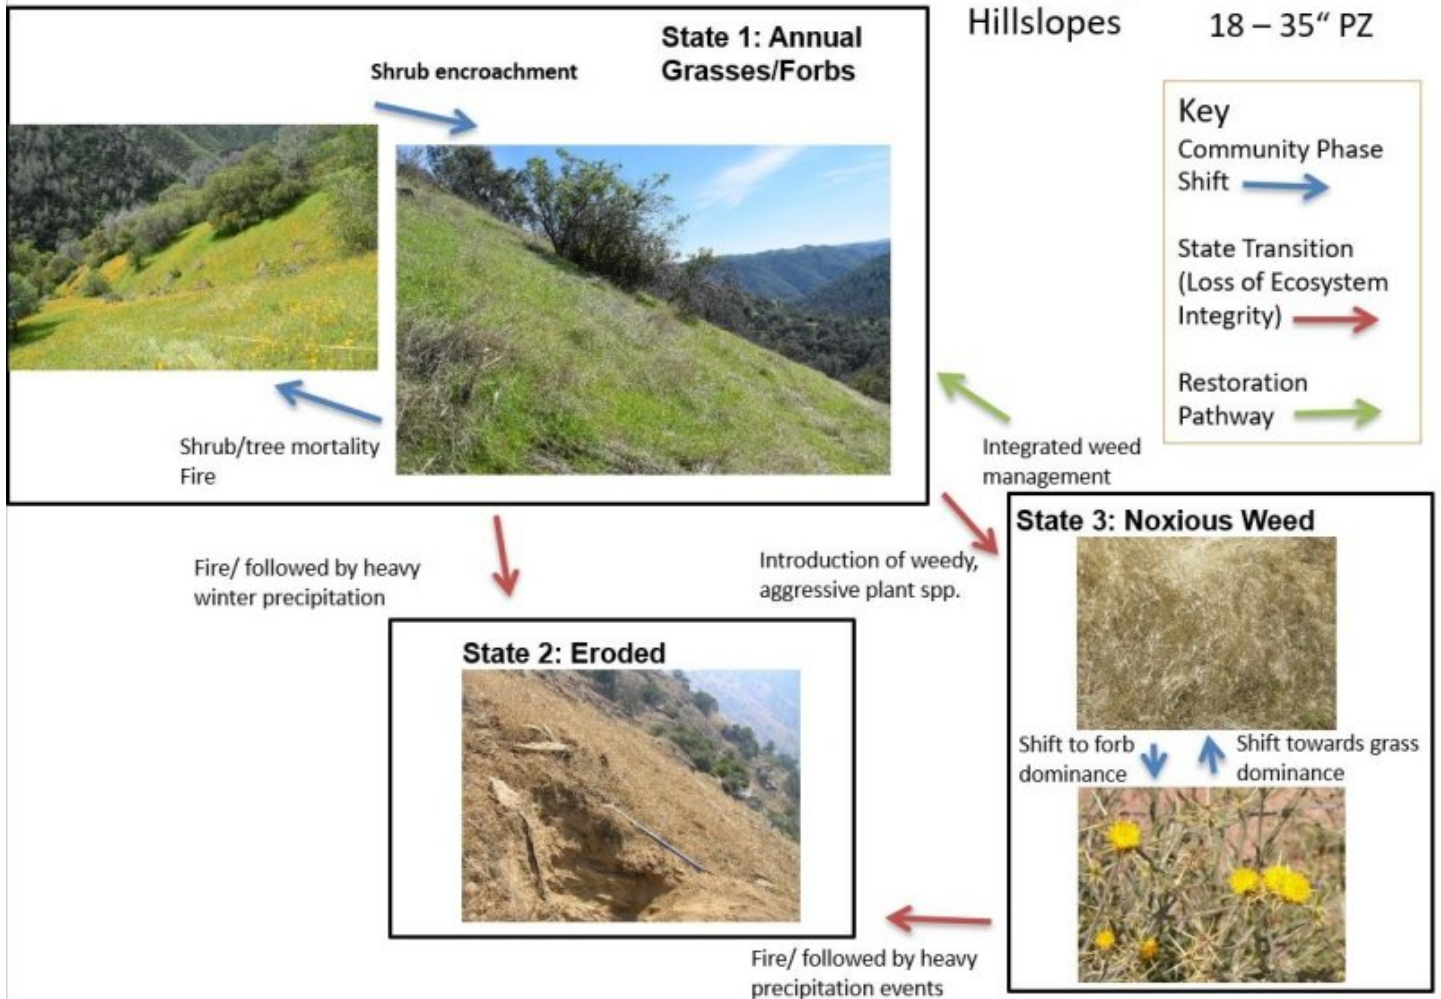 Hillslopes 18 – 35“ PZ
State 1: Annual
Grasses/Forbs
Shrub encroachment
Shrub/tree mortality
Fire
Key
Community Phase
Shift
State Transition
(Loss of Ecosystem
Integrity)
Restoration
Pathway
Integrated weed
management
Fire/ followed by heavy
winter precipitation
Introduction of weedy,
aggressive plant spp.
State 2: Eroded
State 3: Noxious Weed
Shift to forb
dominance
Shift towards grass
dominance
Fire/ followed by heavy
precipitation events